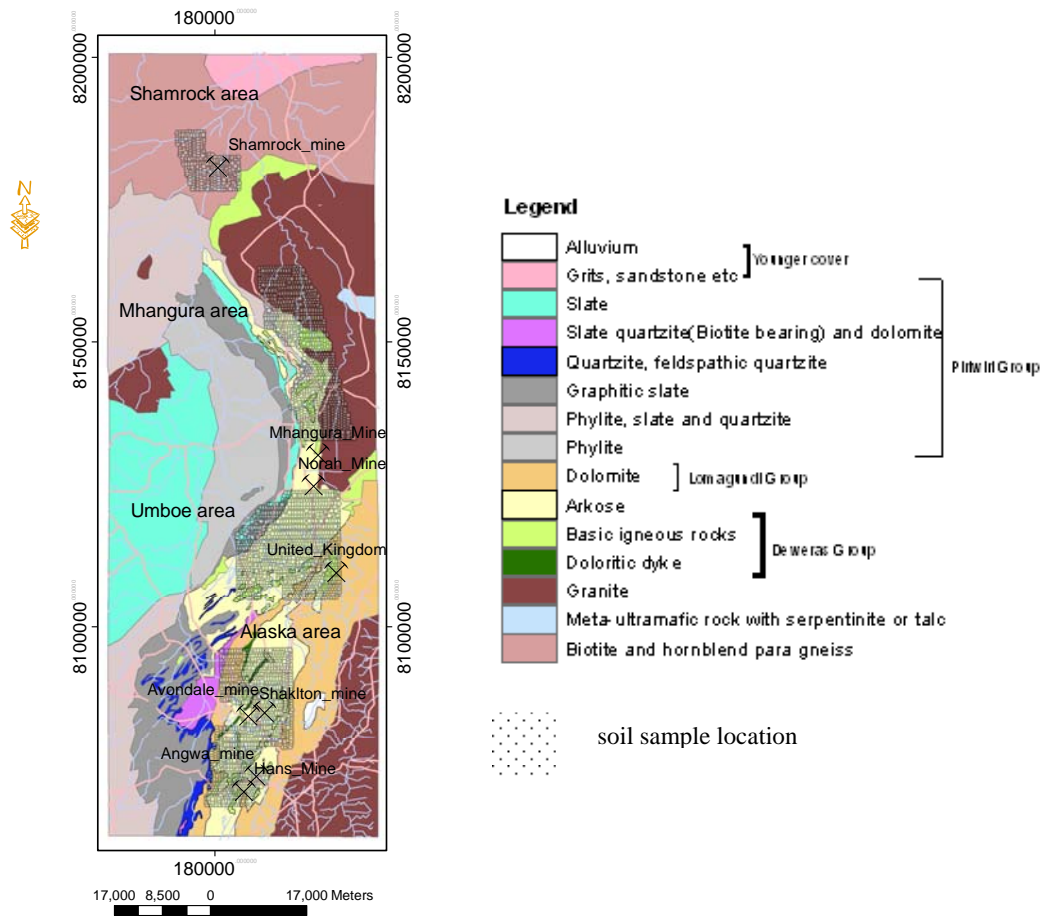 180000
8200000
8200000
Shamrock area
Shamrock_mine
N
Mhangura area
8150000
8150000
Mhangura_Mine
Norah_Mine
Umboe area
United_Kingdom
8100000
8100000
Alaska area
Avondale_mine
Shaklton_mine
Angwa_mine
Hans_Mine
180000
17,000 8,500 0 17,000 Meters
Legend
Alluvium
Younger cover
Grits, sandstone etc
Slate
Slate quartzite(Biotite bearing) and dolomite
Quartzite, feldspathic quartzite
Piriwiri Group
Graphitic slate
Phylite, slate and quartzite
Phylite
Dolomite
Lomagundi Group
Arkose
Basic igneous rocks
Deweras Group
Doloritic dyke
Granite
Meta-ultramafic rock with serpentinite or talc
Biotite and hornblend para gneiss
soil sample location